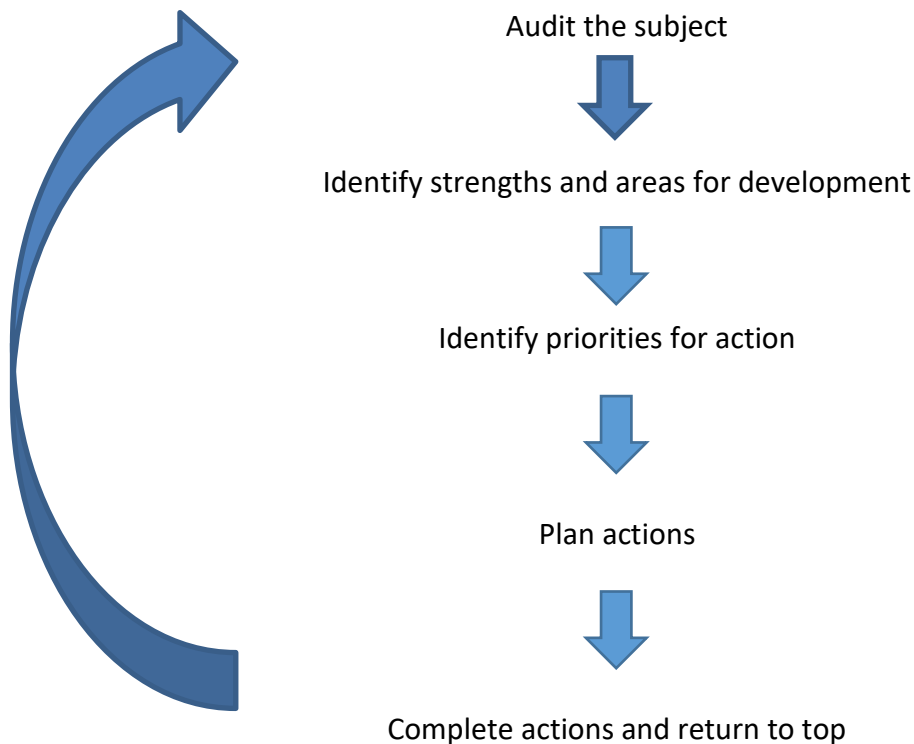 Audit the subject
Identify strengths and areas for development
Identify priorities for action
Plan actions
Complete actions and return to top